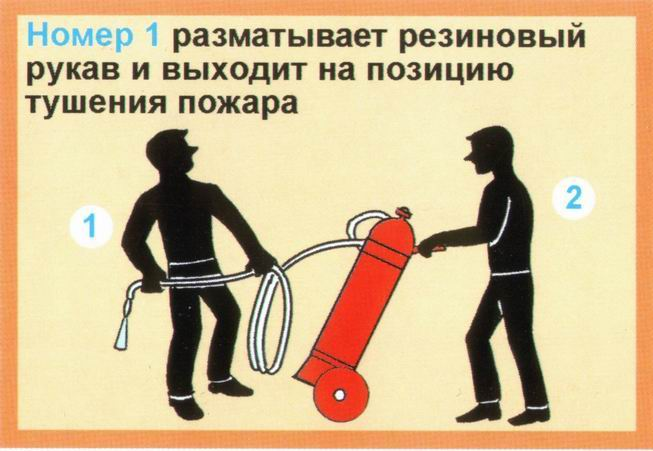 Номер 1 разматывает резиновый
рукав и выходит на позицию
тушения пожара
1
2